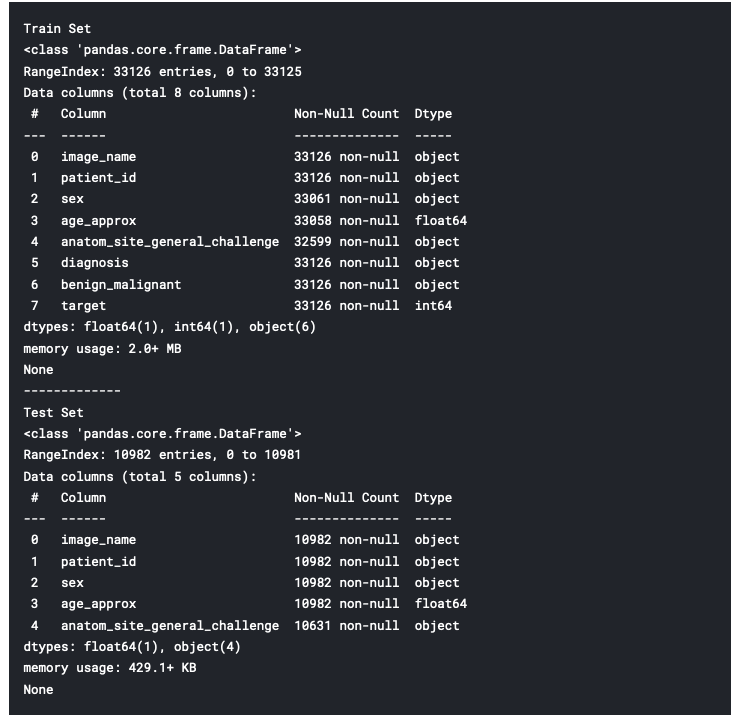 Train Set
<class 'pandas.core.frame.DataFrame'>
RangeIndex: 33126 entries, 0 to 33125
Data columns (total 8 columns):
 #   Column                         Non-Null Count  Dtype
---  ------                         --------------  -----
 0   image_name                     33126 non-null  object
 1   patient_id                     33126 non-null  object
 2   sex                            33061 non-null  object
 3   age_approx                     33058 non-null  float64
 4   anatom_site_general_challenge  32599 non-null  object
 5   diagnosis                      33126 non-null  object
 6   benign_malignant               33126 non-null  object
 7   target                         33126 non-null  int64
dtypes: float64(1), int64(1), object(6)
memory usage: 2.0+ MB
None
-------------
Test Set
<class 'pandas.core.frame.DataFrame'>
RangeIndex: 10982 entries, 0 to 10981
Data columns (total 5 columns):
 #   Column                         Non-Null Count  Dtype
---  ------                         --------------  -----
 0   image_name                     10982 non-null  object
 1   patient_id                     10982 non-null  object
 2   sex                            10982 non-null  object
 3   age_approx                     10982 non-null  float64
 4   anatom_site_general_challenge  10631 non-null  object
dtypes: float64(1), object(4)
memory usage: 429.1+ KB
None